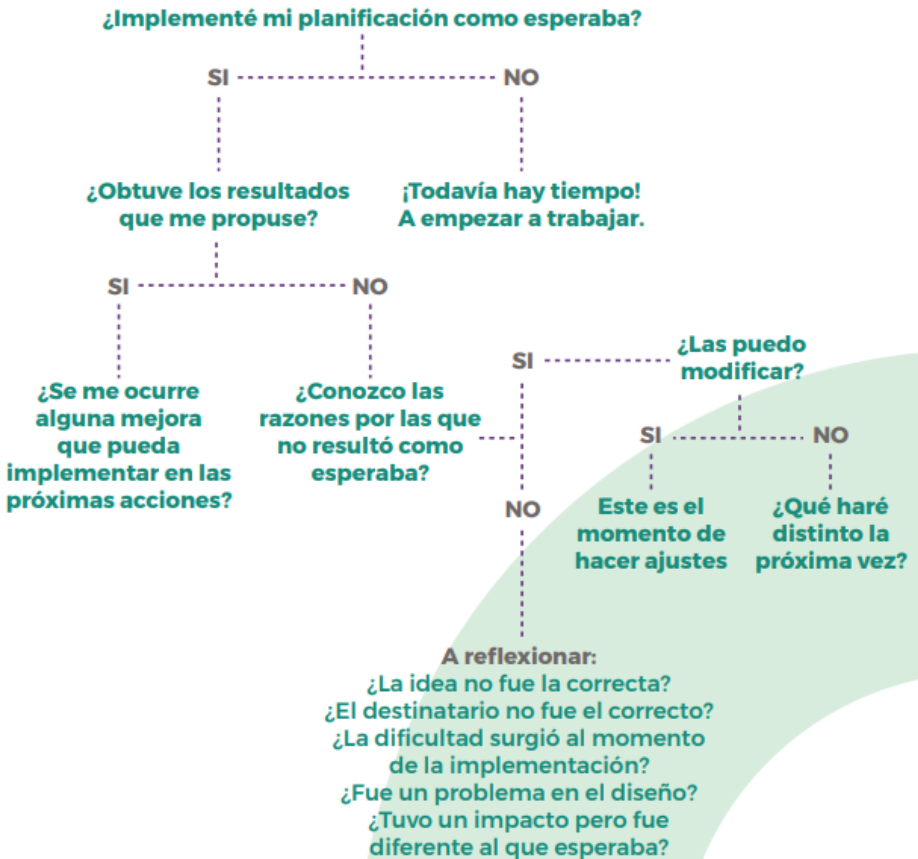 ¿Implementé mi planificación como esperaba?
SI
NO
¿Obtuve los resultados
que me propuse?
¡Todavía hay tiempo!
A empezar a trabajar.
SI
NO
¿Se me ocurre
alguna mejora
que pueda
implementar en las
próximas acciones?
¿Conozco las
razones por las que
no resultó como
esperaba?
SI
¿Las puedo
modificar?
SI
NO
Este es el
momento de
hacer ajustes
¿Qué haré
distinto la
próxima vez?
NO
A reflexionar:
¿La idea no fue la correcta?
¿El destinatario no fue el correcto?
¿La dificultad surgió al momento
de la implementación?
¿Fue un problema en el diseño?
¿Tuvo un impacto pero fue
diferente al que esperaba?